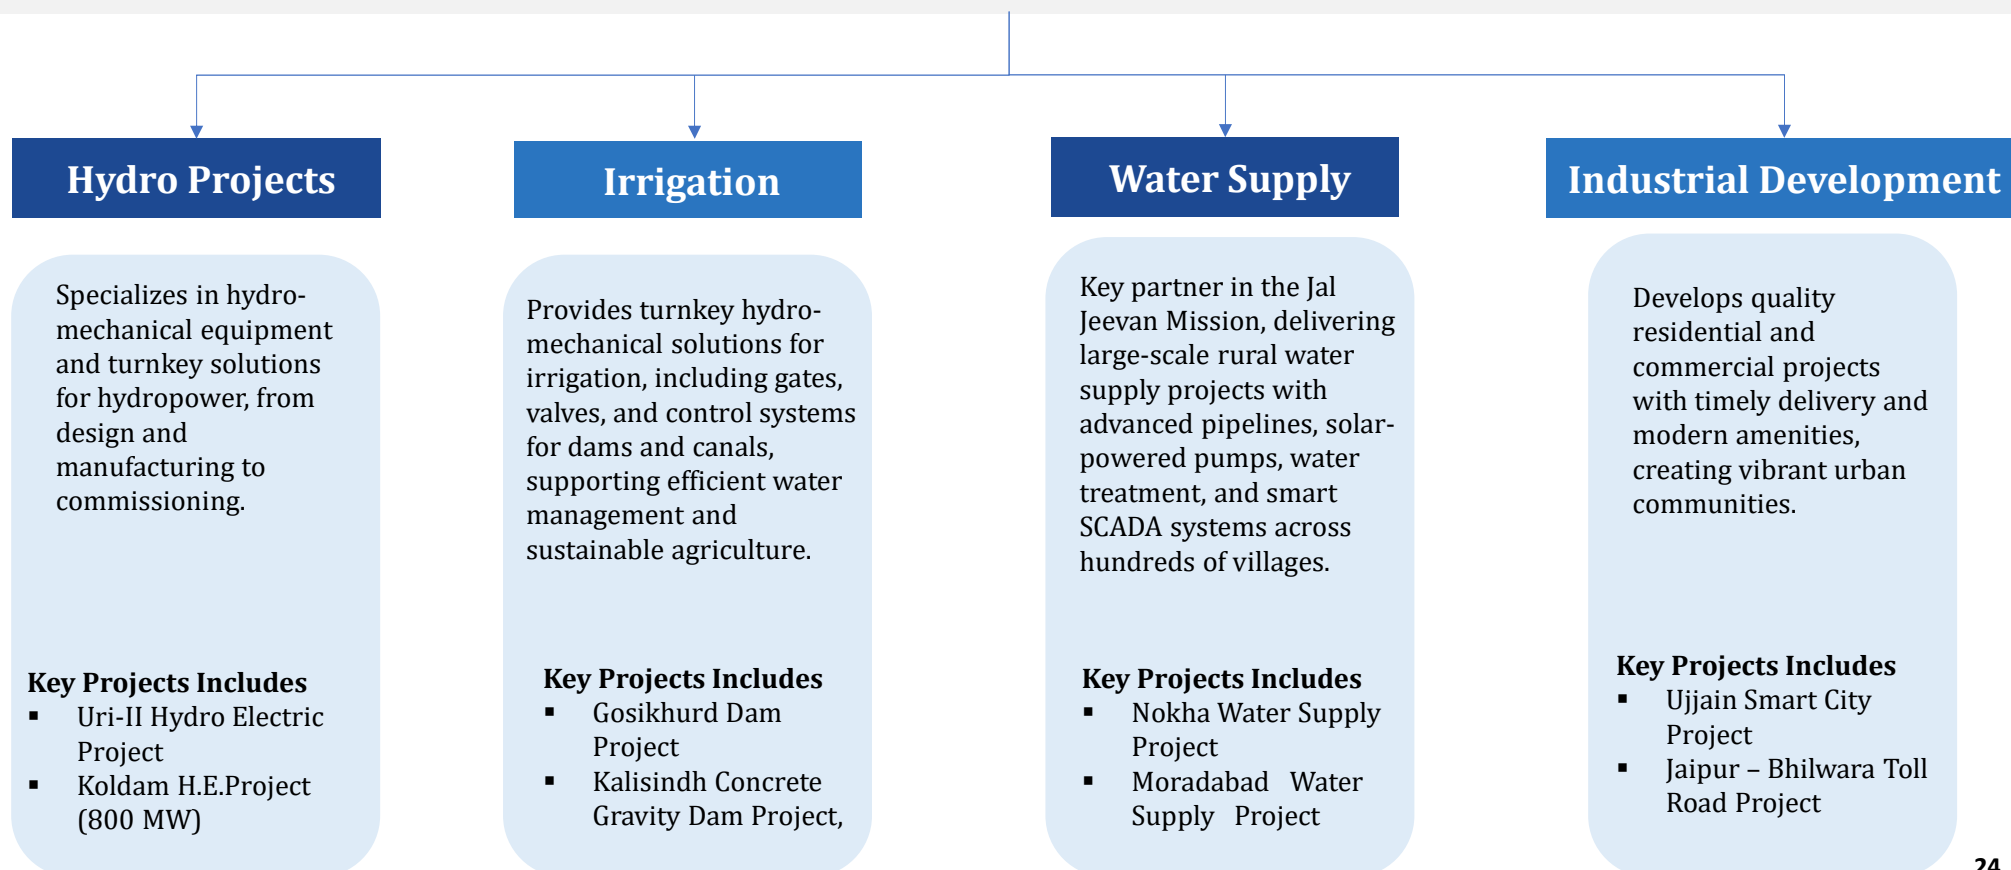 Hydro Projects
Specializes in hydro-
mechanical equipment
and turnkey solutions
for hydropower, from
design and
manufacturing to
commissioning.
Key Projects Includes
▪ Uri-II Hydro Electric
Project
▪ Koldam H.E.Project
(800 MW)
Irrigation
Provides turnkey hydro-
mechanical solutions for
irrigation, including gates,
valves, and control systems
for dams and canals,
supporting efficient water
management and
sustainable agriculture.
Key Projects Includes
▪ Gosikhurd Dam
Project
▪ Kalisindh Concrete
Gravity Dam Project,
Water Supply
Key partner in the Jal
Jeevan Mission, delivering
large-scale rural water
supply projects with
advanced pipelines, solar-
powered pumps, water
treatment, and smart
SCADA systems across
hundreds of villages.
Key Projects Includes
▪ Nokha Water Supply
Project
▪ Moradabad Water
Supply Project
Industrial Development
Develops quality
residential and
commercial projects
with timely delivery and
modern amenities,
creating vibrant urban
communities.
Key Projects Includes
▪ Ujjain Smart City
Project
▪ Jaipur – Bhilwara Toll
Road Project
24